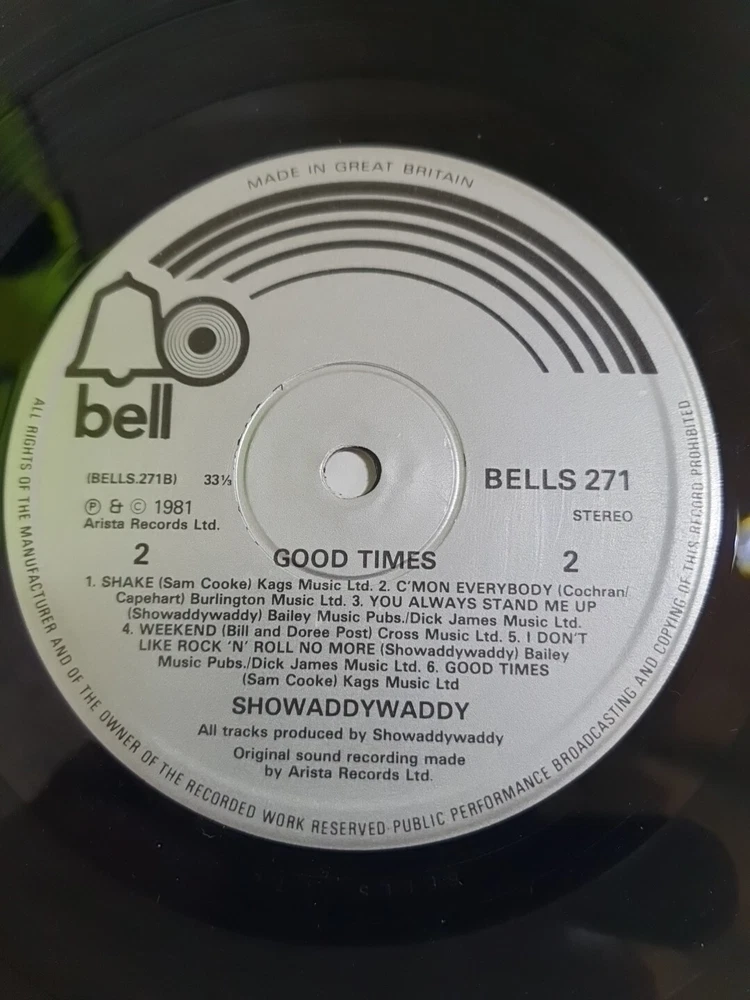 MADE IN GREAT BRITAIN
bell
(BELLS.271B) 33⅓
BELLS 271
℗ & © 1981
Arista Records Ltd.
STEREO
2 GOOD TIMES 2
1. SHAKE (Sam Cooke) Kags Music Ltd. 2. C'MON EVERYBODY (Cochran/
Capehart) Burlington Music Ltd. 3. YOU ALWAYS STAND ME UP
(Showaddywaddy) Bailey Music Pubs./Dick James Music Ltd.
4. WEEKEND (Bill and Doree Post) Cross Music Ltd. 5. I DON'T
LIKE ROCK 'N' ROLL NO MORE (Showaddywaddy) Bailey
Music Pubs./Dick James Music Ltd. 6. GOOD TIMES
(Sam Cooke) Kags Music Ltd
SHOWADDYWADDY
All tracks produced by Showaddywaddy
Original sound recording made
by Arista Records Ltd.
ALL RIGHTS OF THE MANUFACTURER AND OF THE OWNER OF THE RECORDED WORK RESERVED·PUBLIC PERFORMANCE BROADCASTING AND COPYING OF THIS RECORD PROHIBITED